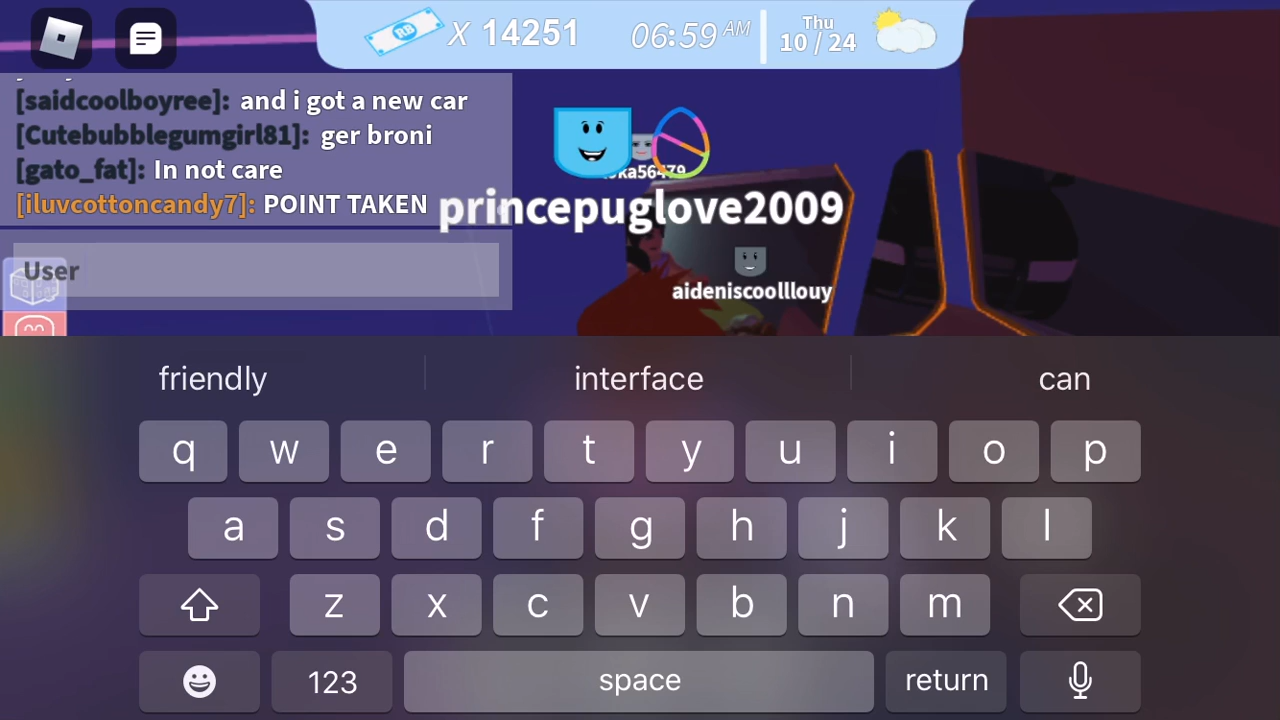 RB X 14251 06:59 AM Thu
10 / 24
[saidcoolboyree]: and i got a new car
[Cutebubblegumgirl81]: ger broni
[gato_fat]: In not care
[iluvcottoncandy7]: POINT TAKEN
princepuglove2009
aideniscoolllouy
User
friendly interface can
q w e r t y u i o p
a s d f g h j k l
z x c v b n m
123 space return